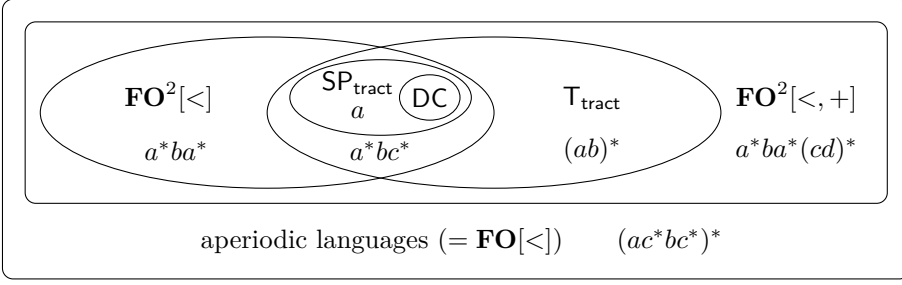 FO²[<] SP_tract DC T_tract FO²[<, +]
a
a*ba* a*bc* (ab)* a*ba*(cd)*
aperiodic languages (= FO[<]) (ac*bc*)*